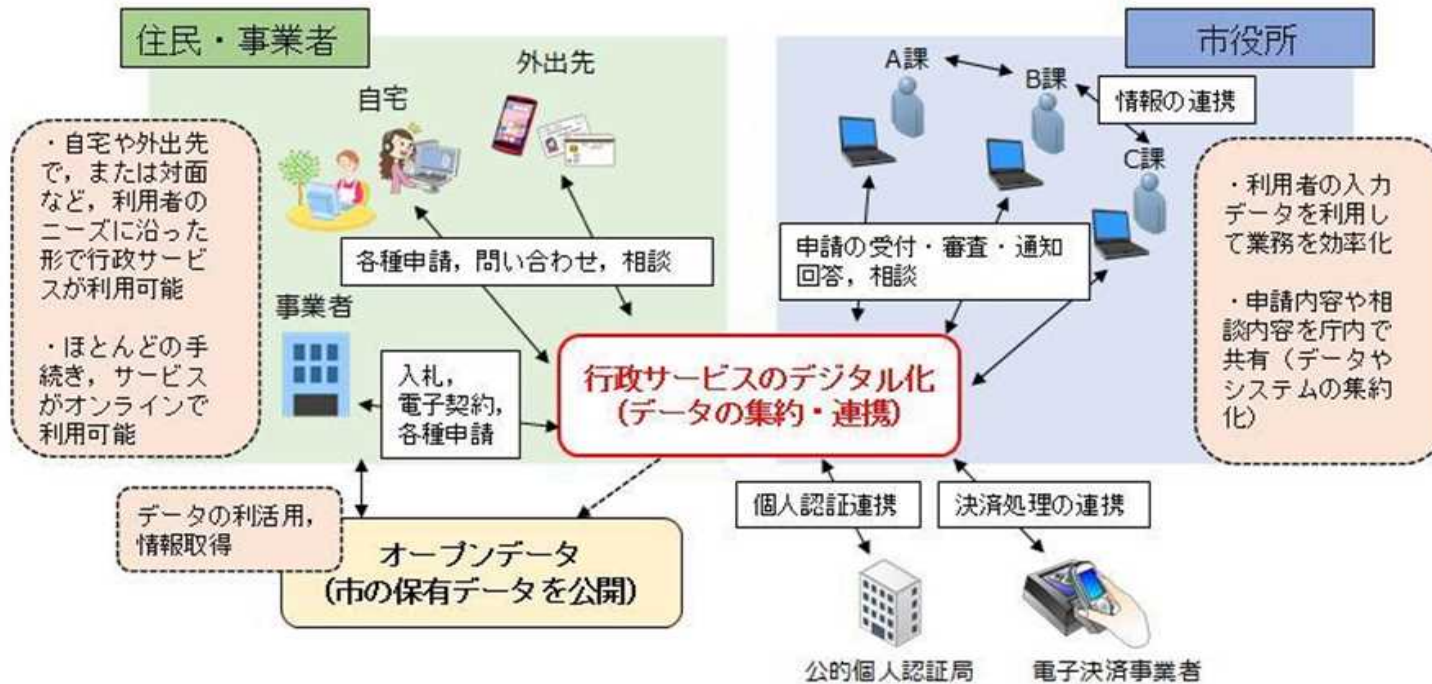 住民・事業者
外出先
自宅
・自宅や外出先
で，または対面
など，利用者の
ニーズに沿った
形で行政サービ
スが利用可能
・ほとんどの手
続き，サービス
がオンラインで
利用可能
各種申請，問い合わせ，相談
事業者
入札，
電子契約，
各種申請
市役所
A課
B課
情報の連携
C課
申請の受付・審査・通知
回答，相談
・利用者の入力
データを利用し
て業務を効率化
・申請内容や相
談内容を庁内で
共有（データや
システムの集約
化）
行政サービスのデジタル化
(データの集約・連携)
データの利活用，
情報取得
オープンデータ
(市の保有データを公開)
個人認証連携
決済処理の連携
公的個人認証局
電子決済事業者